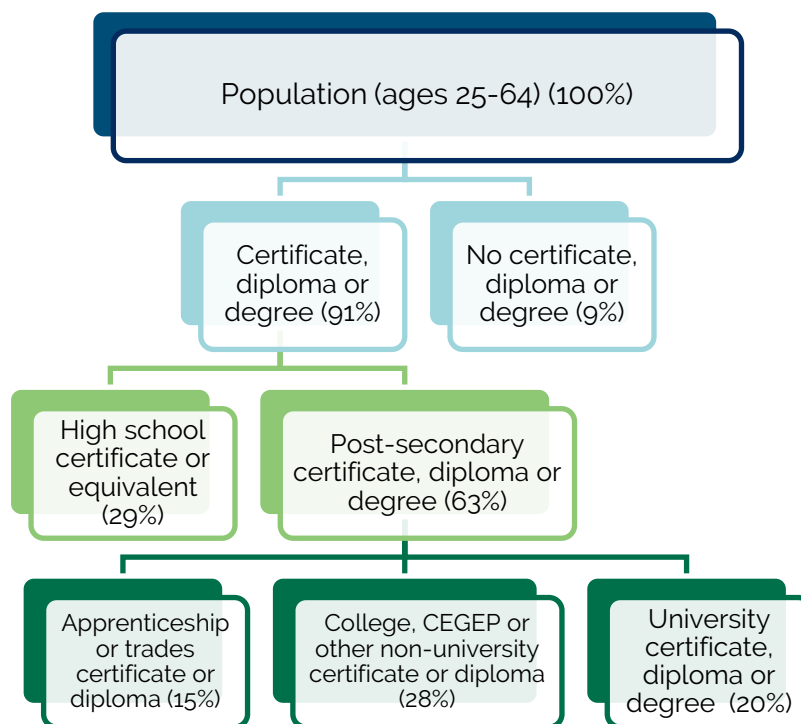 Population (ages 25-64) (100%)
Certificate,
diploma or
degree (91%)
No certificate,
diploma or
degree (9%)
High school
certificate or
equivalent
(29%)
Post-secondary
certificate, diploma or
degree (63%)
Apprenticeship
or trades
certificate or
diploma (15%)
College, CEGEP or
other non-university
certificate or diploma
(28%)
University
certificate,
diploma or
degree (20%)